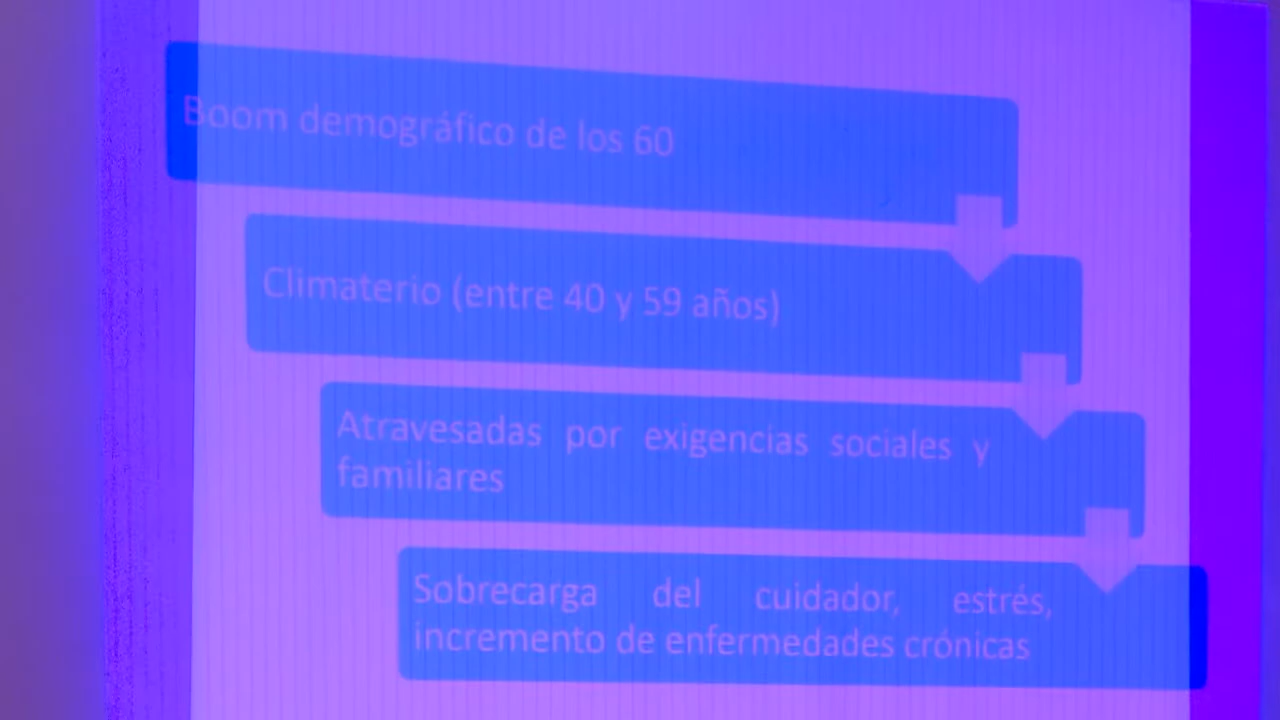 Boom demográfico de los 60
Climaterio (entre 40 y 59 años)
Atravesadas por exigencias sociales y
familiares
Sobrecarga del cuidador, estrés,
incremento de enfermedades crónicas